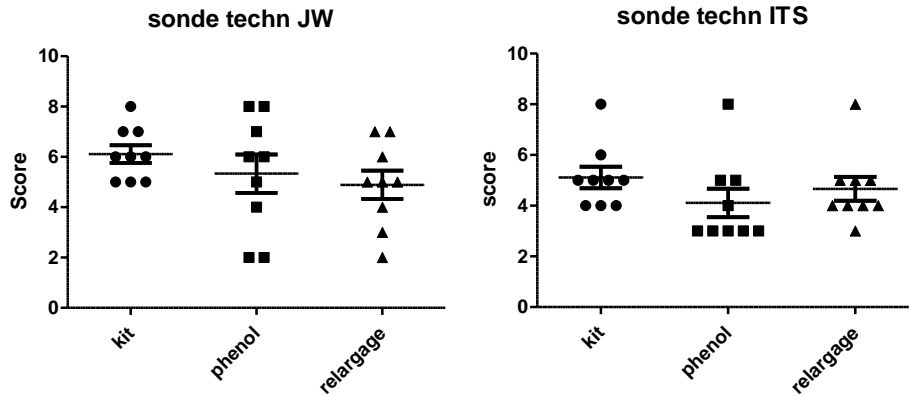 sonde techn JW
Score
10
8
6
4
2
0
kit
phenol
relargage
sonde techn ITS
score
10
8
6
4
2
0
kit
phenol
relargage